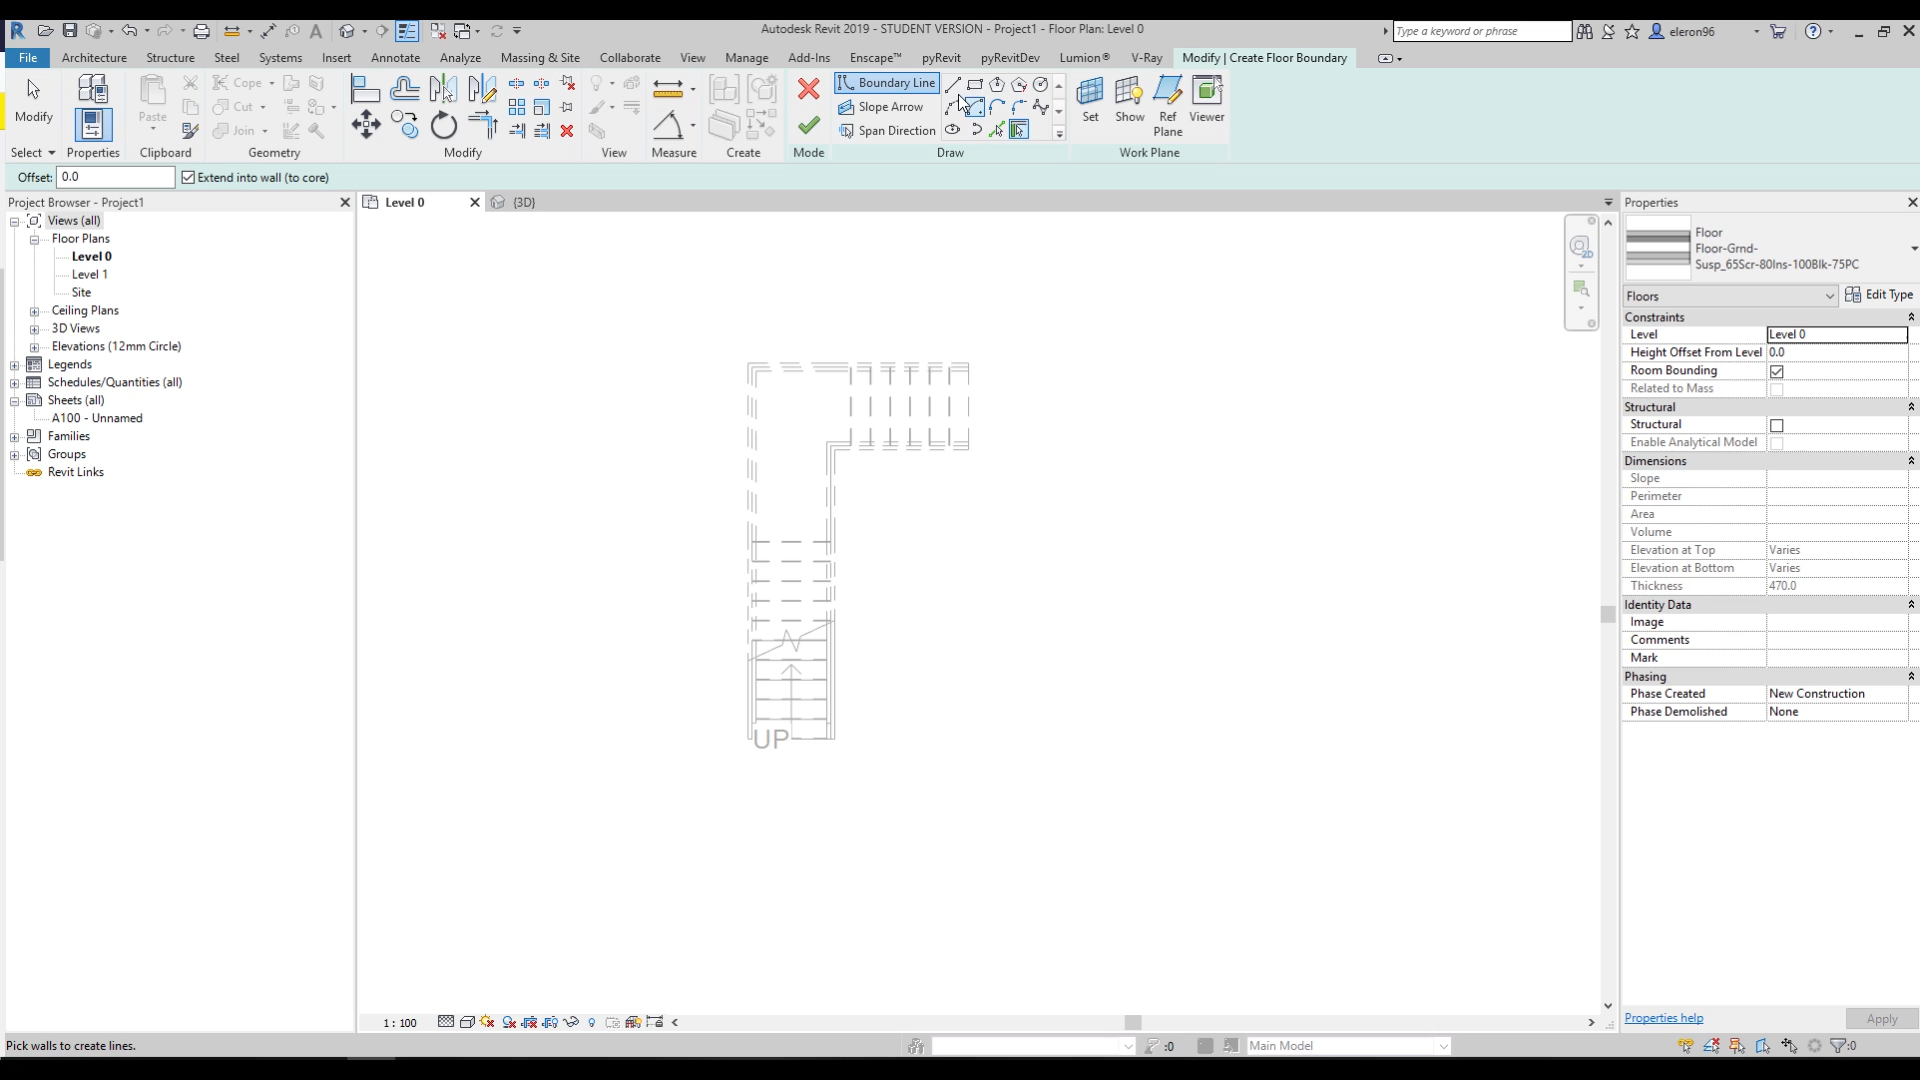 Autodesk Revit 2019 - STUDENT VERSION - Project1 - Floor Plan: Level 0
Type a keyword or phrase
eleron96
File
Architecture
Structure
Steel
Systems
Insert
Annotate
Analyze
Massing & Site
Collaborate
View
Manage
Add-Ins
Enscape™
pyRevit
pyRevitDev
Lumion®
V-Ray
Modify | Create Floor Boundary
Modify
Paste
Cope
Cut
Join
Boundary Line
Slope Arrow
Span Direction
Set
Show
Ref
Plane
Viewer
Select
Properties
Clipboard
Geometry
Modify
View
Measure
Create
Mode
Draw
Work Plane
Offset: 0.0
Extend into wall (to core)
Project Browser - Project1
Views (all)
Floor Plans
Level 0
Level 1
Site
Ceiling Plans
3D Views
Elevations (12mm Circle)
Legends
Schedules/Quantities (all)
Sheets (all)
A100 - Unnamed
Families
Groups
Revit Links
Level 0
{3D}
2D
UP
Properties
Floor
Floor-Grnd-
Susp_65Scr-80Ins-100Blk-75PC
Floors
Edit Type
Constraints
Level Level 0
Height Offset From Level 0.0
Room Bounding
Related to Mass
Structural
Structural
Enable Analytical Model
Dimensions
Slope
Perimeter
Area
Volume
Elevation at Top Varies
Elevation at Bottom Varies
Thickness 470.0
Identity Data
Image
Comments
Mark
Phasing
Phase Created New Construction
Phase Demolished None
Properties help
Apply
1 : 100
Pick walls to create lines.
:0
Main Model
:0